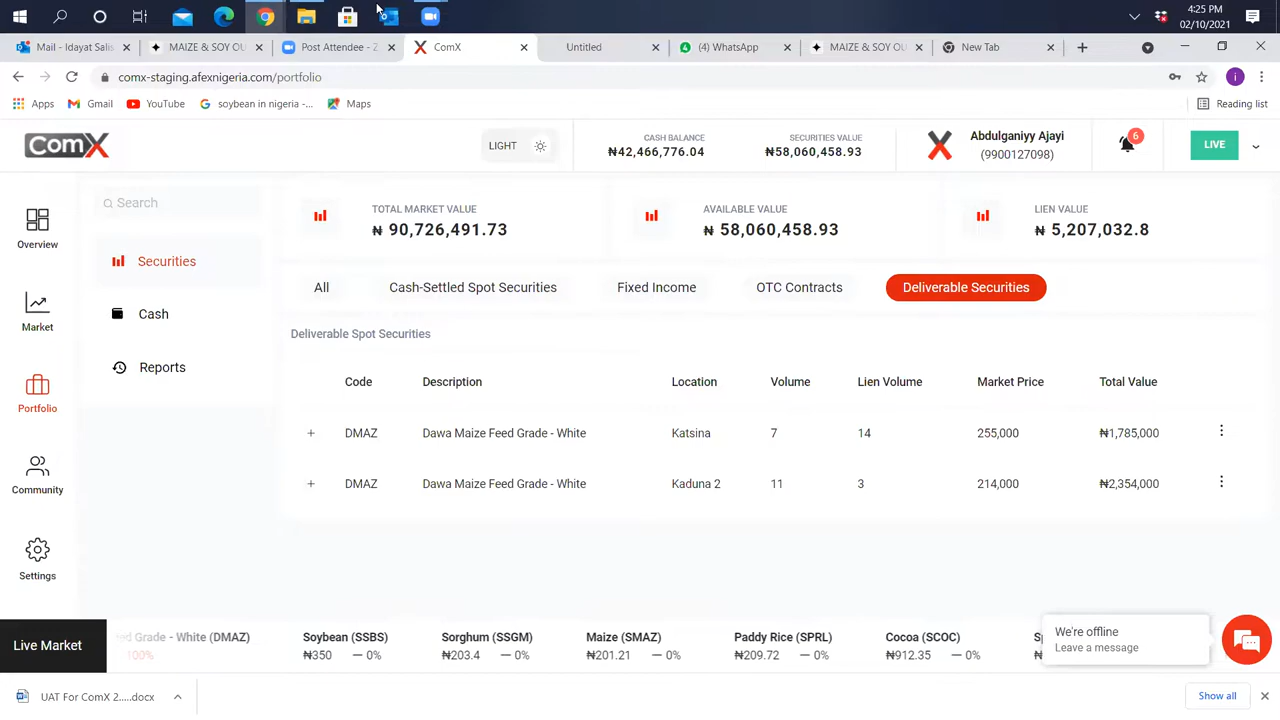 4:25 PM
02/10/2021
Mail - Idayat Salis
MAIZE & SOY OU
Post Attendee - Z
ComX
Untitled
(4) WhatsApp
MAIZE & SOY OU
New Tab
comx-staging.afexnigeria.com/portfolio
i
Apps
Gmail
YouTube
soybean in nigeria -...
Maps
Reading list
ComX
LIGHT
CASH BALANCE
₦42,466,776.04
SECURITIES VALUE
₦58,060,458.93
Abdulganiyy Ajayi
(9900127098)
6
LIVE
Overview
Market
Portfolio
Community
Settings
Search
Securities
Cash
Reports
TOTAL MARKET VALUE
₦ 90,726,491.73
AVAILABLE VALUE
₦ 58,060,458.93
LIEN VALUE
₦ 5,207,032.8
All Cash-Settled Spot Securities Fixed Income OTC Contracts Deliverable Securities
Deliverable Spot Securities
Code Description Location Volume Lien Volume Market Price Total Value
+ DMAZ Dawa Maize Feed Grade - White Katsina 7 14 255,000 ₦1,785,000
+ DMAZ Dawa Maize Feed Grade - White Kaduna 2 11 3 214,000 ₦2,354,000
Live Market
ed Grade - White (DMAZ)
100%
Soybean (SSBS)
₦350 — 0%
Sorghum (SSGM)
₦203.4 — 0%
Maize (SMAZ)
₦201.21 — 0%
Paddy Rice (SPRL)
₦209.72 — 0%
Cocoa (SCOC)
₦912.35 — 0%
We're offline
Leave a message
UAT For ComX 2.....docx
Show all